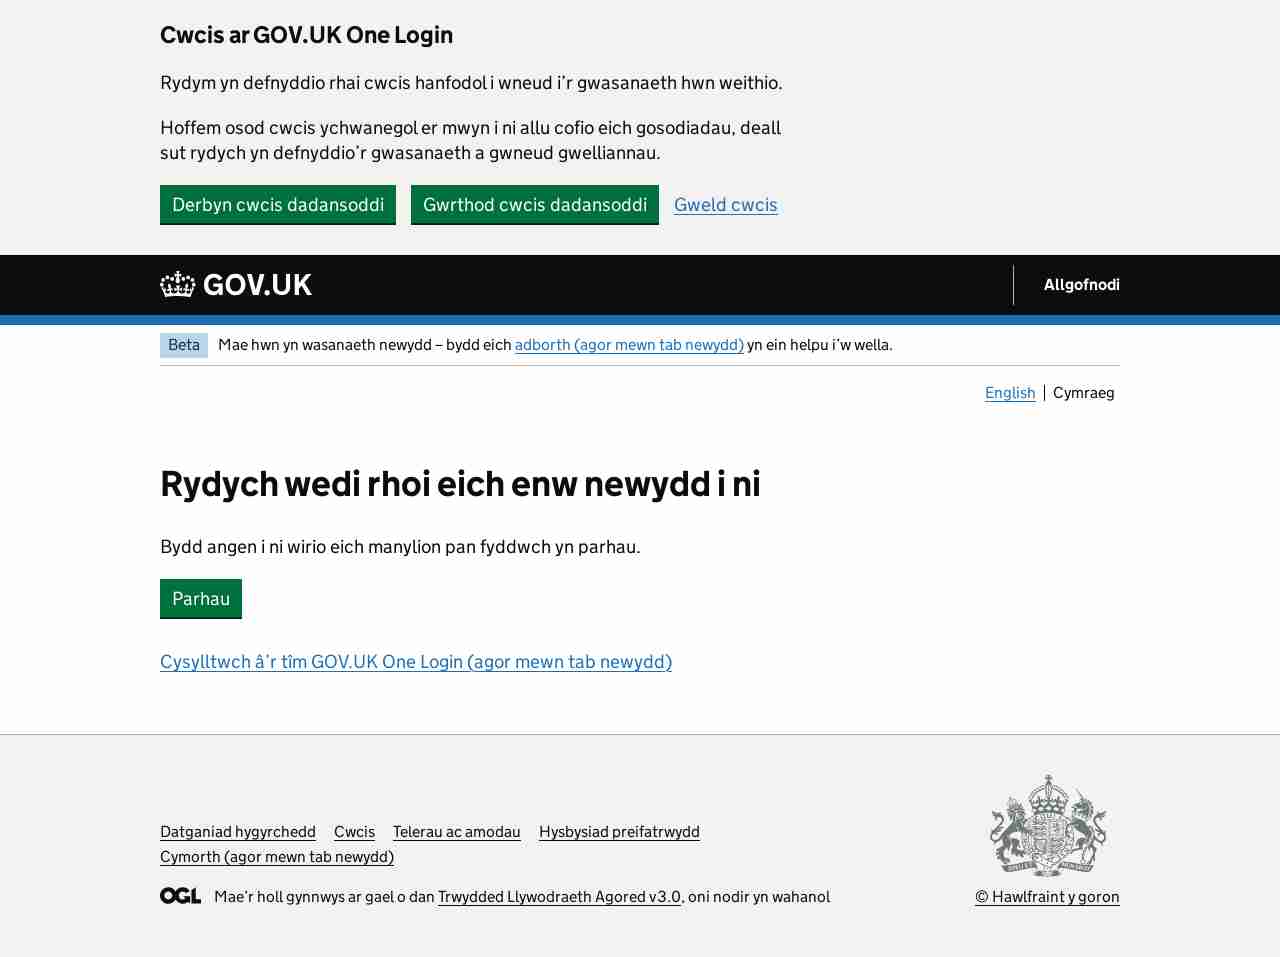 Cwcis ar GOV.UK One Login
Rydym yn defnyddio rhai cwcis hanfodol i wneud i’r gwasanaeth hwn weithio.
Hoffem osod cwcis ychwanegol er mwyn i ni allu cofio eich gosodiadau, deall
sut rydych yn defnyddio’r gwasanaeth a gwneud gwelliannau.
Derbyn cwcis dadansoddi Gwrthod cwcis dadansoddi Gweld cwcis
GOV.UK Allgofnodi
Beta Mae hwn yn wasanaeth newydd – bydd eich adborth (agor mewn tab newydd) yn ein helpu i’w wella.
English Cymraeg
Rydych wedi rhoi eich enw newydd i ni
Bydd angen i ni wirio eich manylion pan fyddwch yn parhau.
Parhau
Cysylltwch â’r tîm GOV.UK One Login (agor mewn tab newydd)
Datganiad hygyrchedd Cwcis Telerau ac amodau Hysbysiad preifatrwydd
Cymorth (agor mewn tab newydd)
OGL Mae’r holl gynnwys ar gael o dan Trwydded Llywodraeth Agored v3.0, oni nodir yn wahanol
© Hawlfraint y goron